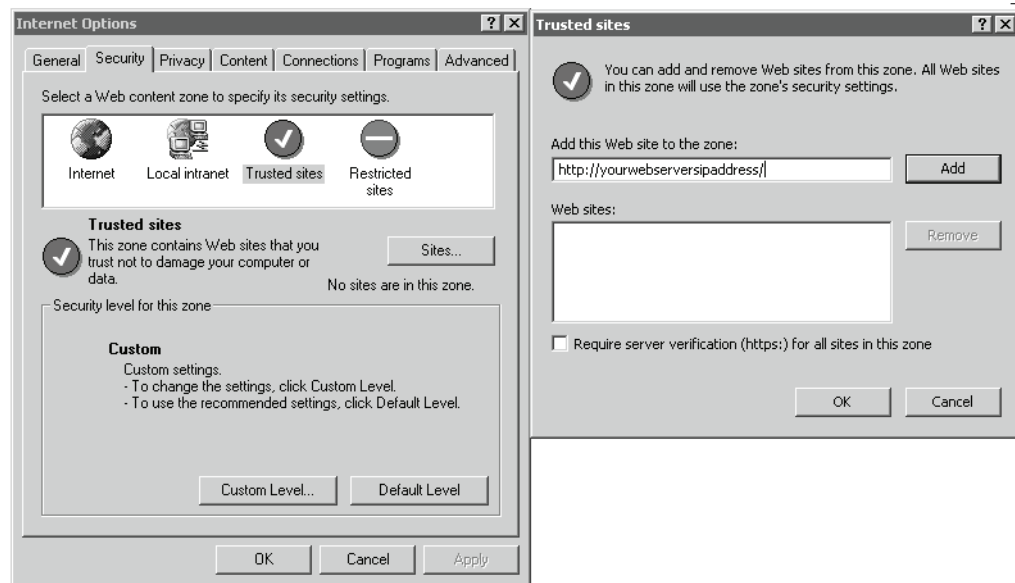 Internet Options
General Security Privacy Content Connections Programs Advanced
Select a Web content zone to specify its security settings.
Internet Local intranet Trusted sites Restricted
sites
Trusted sites
This zone contains Web sites that you
trust not to damage your computer or
data.
Sites...
No sites are in this zone.
Security level for this zone
Custom
Custom settings.
- To change the settings, click Custom Level.
- To use the recommended settings, click Default Level.
Custom Level... Default Level
OK Cancel Apply
Trusted sites
You can add and remove Web sites from this zone. All Web sites
in this zone will use the zone's security settings.
Add this Web site to the zone:
http://yourwebserversipaddress/
Add
Web sites:
Remove
Require server verification (https:) for all sites in this zone
OK Cancel